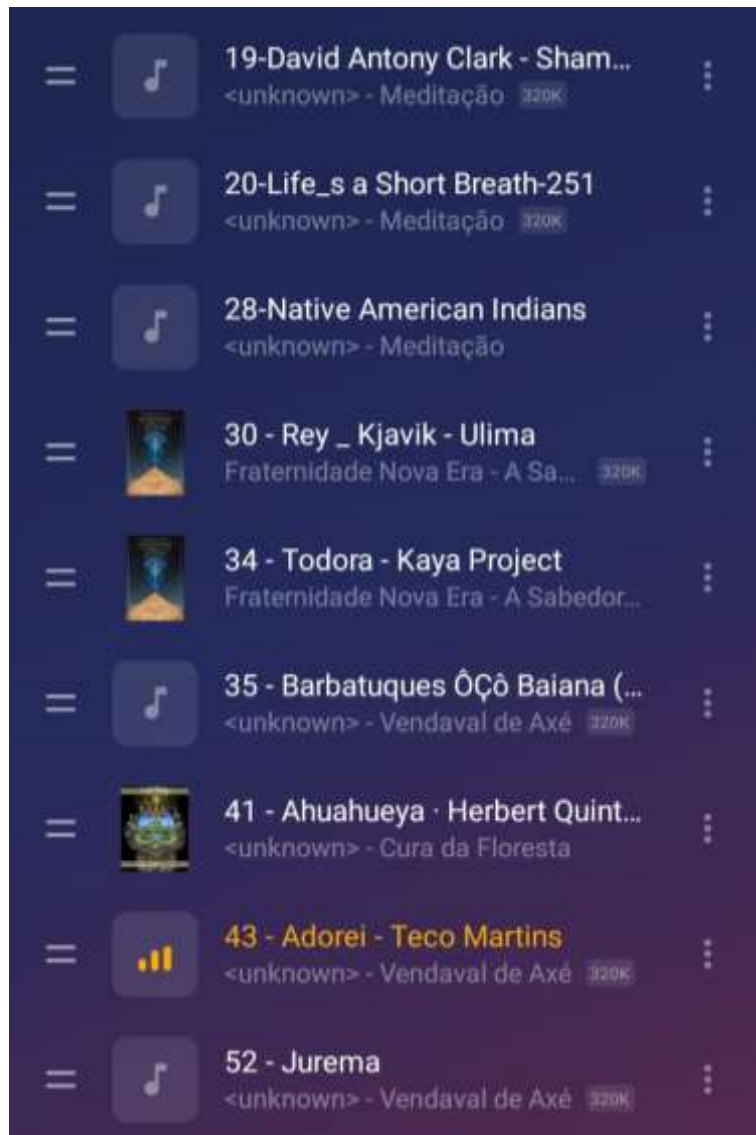 19-David Antony Clark - Sham...
<unknown> - Meditação 320K
20-Life_s a Short Breath-251
<unknown> - Meditação 320K
28-Native American Indians
<unknown> - Meditação
30 - Rey _ Kjavik - Ulima
Fraternidade Nova Era - A Sa... 320K
34 - Todora - Kaya Project
Fraternidade Nova Era - A Sabedor...
35 - Barbatuques ÔÇô Baiana (...
<unknown> - Vendaval de Axé 320K
41 - Ahuahueya · Herbert Quint...
<unknown> - Cura da Floresta
43 - Adorei - Teco Martins
<unknown> - Vendaval de Axé 320K
52 - Jurema
<unknown> - Vendaval de Axé 320K